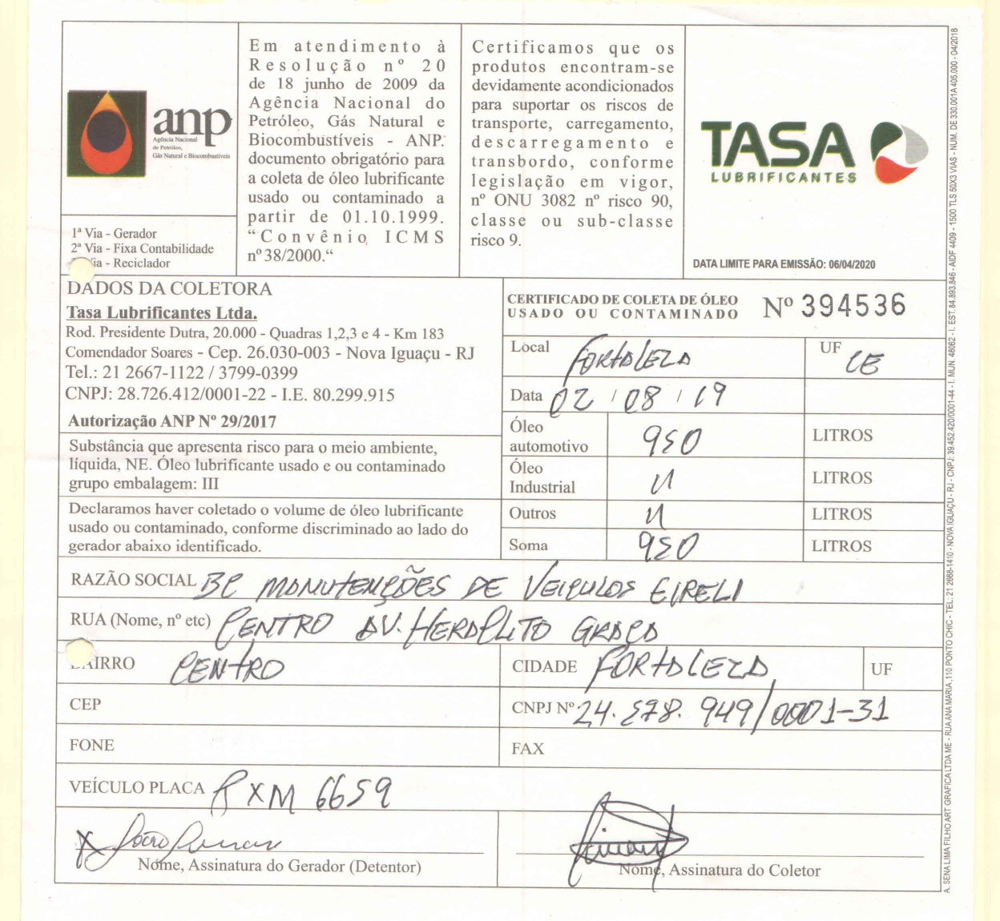 anp
Agência Nacional
do Petróleo,
Gás Natural e Biocombustíveis
1ª Via - Gerador
2ª Via - Fixa Contabilidade
Via - Reciclador
Em atendimento à
Resolução nº 20
de 18 junho de 2009 da
Agência Nacional do
Petróleo, Gás Natural e
Biocombustíveis - ANP.
documento obrigatório para
a coleta de óleo lubrificante
usado ou contaminado a
partir de 01.10.1999.
“Convênio ICMS
nº 38/2000.“
Certificamos que os
produtos encontram-se
devidamente acondicionados
para suportar os riscos de
transporte, carregamento,
descarregamento e
transbordo, conforme
legislação em vigor,
nº ONU 3082 nº risco 90,
classe ou sub-classe
risco 9.
TASA
LUBRIFICANTES
DATA LIMITE PARA EMISSÃO: 06/04/2020
DADOS DA COLETORA
Tasa Lubrificantes Ltda.
Rod. Presidente Dutra, 20.000 - Quadras 1,2,3 e 4 - Km 183
Comendador Soares - Cep. 26.030-003 - Nova Iguaçu - RJ
Tel.: 21 2667-1122 / 3799-0399
CNPJ: 28.726.412/0001-22 - I.E. 80.299.915
Autorização ANP Nº 29/2017
Substância que apresenta risco para o meio ambiente,
líquida, NE. Óleo lubrificante usado e ou contaminado
grupo embalagem: III
Declaramos haver coletado o volume de óleo lubrificante
usado ou contaminado, conforme discriminado ao lado do
gerador abaixo identificado.
CERTIFICADO DE COLETA DE ÓLEO
USADO OU CONTAMINADO Nº 394536
Local FORTALEZA UF CE
Data 02 / 08 / 19
Óleo automotivo 950 LITROS
Óleo Industrial LITROS
Outros LITROS
Soma 950 LITROS
RAZÃO SOCIAL BC MANUTENÇÕES DE VEICULOS EIRELI
RUA (Nome, nº etc) CENTRO AV. HERACLITO GRAÇA
BAIRRO CENTRO CIDADE FORTALEZA UF
CEP CNPJ Nº 24.578.949/0001-31
FONE FAX
VEÍCULO PLACA 6659
Nome, Assinatura do Gerador (Detentor) Nome, Assinatura do Coletor
A. SENA LIMA FILHO ART GRAFICA LTDA ME - RUA ANA MARIA, 110 PONTO CHIC - TEL: 21 2668-1410 - NOVA IGUAÇU - RJ - CNPJ: 39.452.420/0001-44 - I. MUN. 48062 - I. EST. 84.893.846 - AIDF 4409 - 1500 TLS 50X3 VIAS - NUM. DE 330.001 A 405.000 - 04/2018